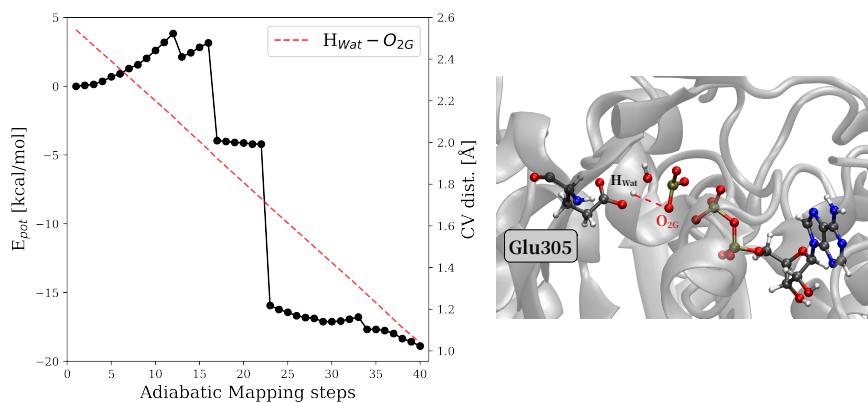 5
0
−5
−10
−15
−20
E_pot [kcal/mol]
H_Wat − O_2G
2.6
2.4
2.2
2.0
1.8
1.6
1.4
1.2
1.0
CV dist. [Å]
0 5 10 15 20 25 30 35 40
Adiabatic Mapping steps
H_Wat
O_2G
Glu305